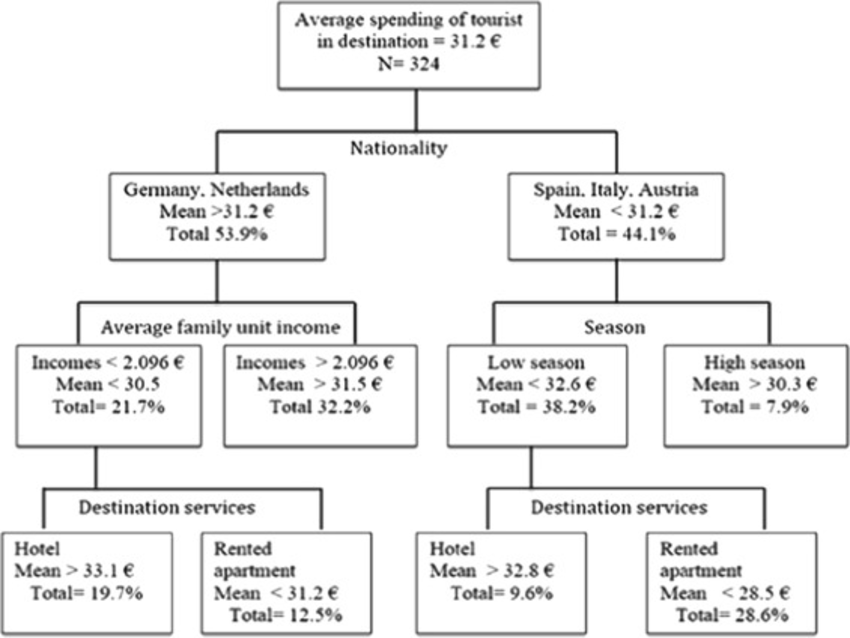 Average spending of tourist
in destination = 31.2 €
N= 324
Nationality
Germany, Netherlands
Mean >31.2 €
Total 53.9%
Spain, Italy, Austria
Mean < 31.2 €
Total = 44.1%
Average family unit income
Season
Incomes < 2.096 €
Mean < 30.5
Total= 21.7%
Incomes > 2.096 €
Mean > 31.5 €
Total 32.2%
Low season
Mean < 32.6 €
Total = 38.2%
High season
Mean > 30.3 €
Total = 7.9%
Destination services
Destination services
Hotel
Mean > 33.1 €
Total= 19.7%
Rented
apartment
Mean < 31.2 €
Total= 12.5%
Hotel
Mean > 32.8 €
Total= 9.6%
Rented
apartment
Mean < 28.5 €
Total= 28.6%